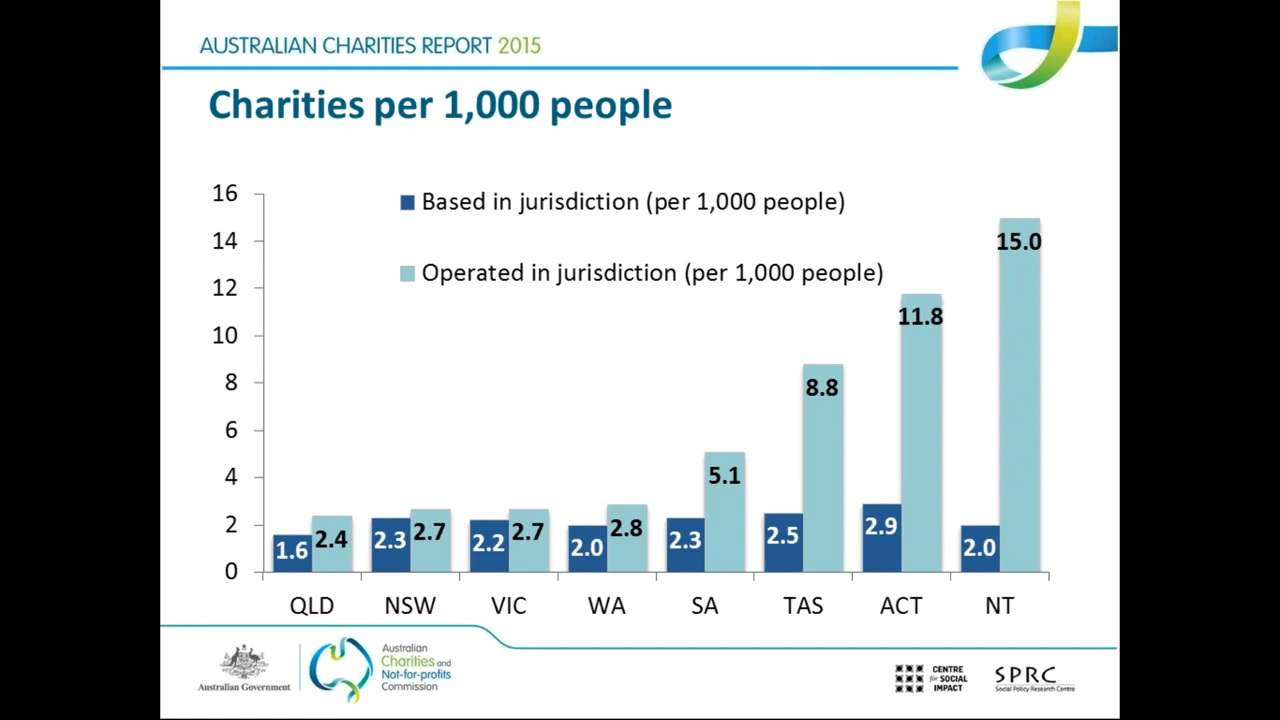 AUSTRALIAN CHARITIES REPORT 2015
Charities per 1,000 people
16
14
12
10
8
6
4
2
0
Based in jurisdiction (per 1,000 people)
Operated in jurisdiction (per 1,000 people)
1.6
2.4
2.3
2.7
2.2
2.7
2.0
2.8
2.3
5.1
2.5
8.8
2.9
11.8
2.0
15.0
QLD
NSW
VIC
WA
SA
TAS
ACT
NT
Australian Government
Australian
Charities and
Not-for-profits
Commission
CENTRE
for SOCIAL
IMPACT
SPRC
Social Policy Research Centre